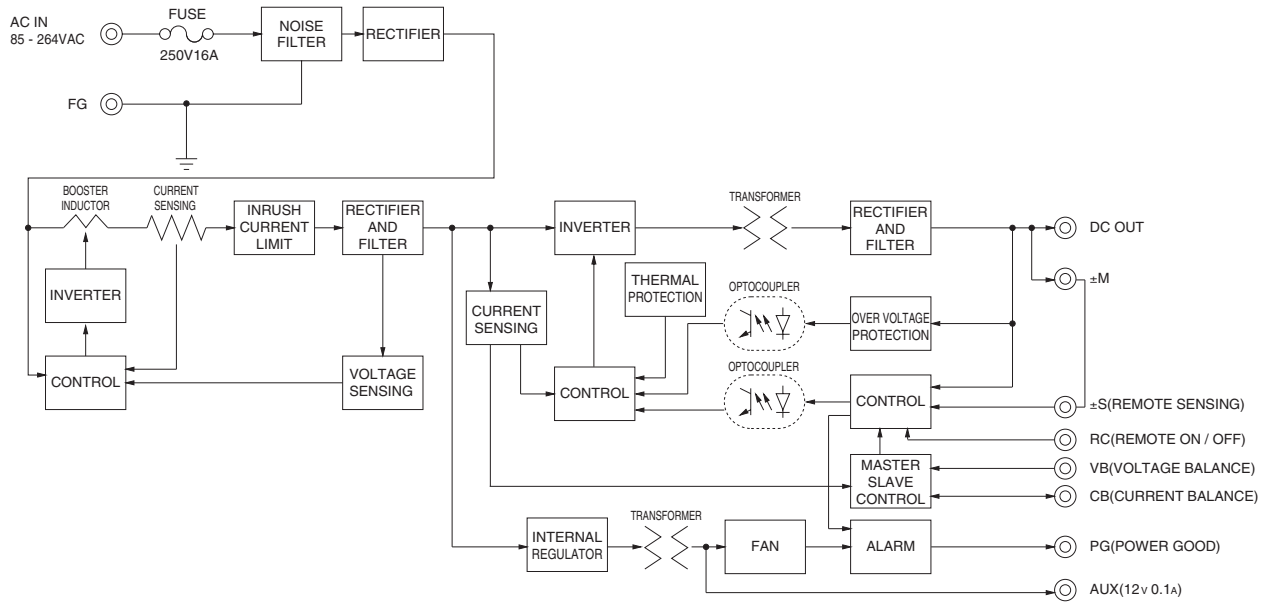 AC IN
85 - 264VAC
FUSE
250V16A
NOISE
FILTER
RECTIFIER
FG
BOOSTER
INDUCTOR
CURRENT
SENSING
INRUSH
CURRENT
LIMIT
RECTIFIER
AND
FILTER
INVERTER
TRANSFORMER
RECTIFIER
AND
FILTER
DC OUT
±M
INVERTER
CONTROL
VOLTAGE
SENSING
CURRENT
SENSING
THERMAL
PROTECTION
OPTOCOUPLER
OVER VOLTAGE
PROTECTION
CONTROL
OPTOCOUPLER
CONTROL
±S(REMOTE SENSING)
RC(REMOTE ON / OFF)
MASTER
SLAVE
CONTROL
VB(VOLTAGE BALANCE)
CB(CURRENT BALANCE)
INTERNAL
REGULATOR
TRANSFORMER
FAN
ALARM
PG(POWER GOOD)
AUX(12V 0.1A)